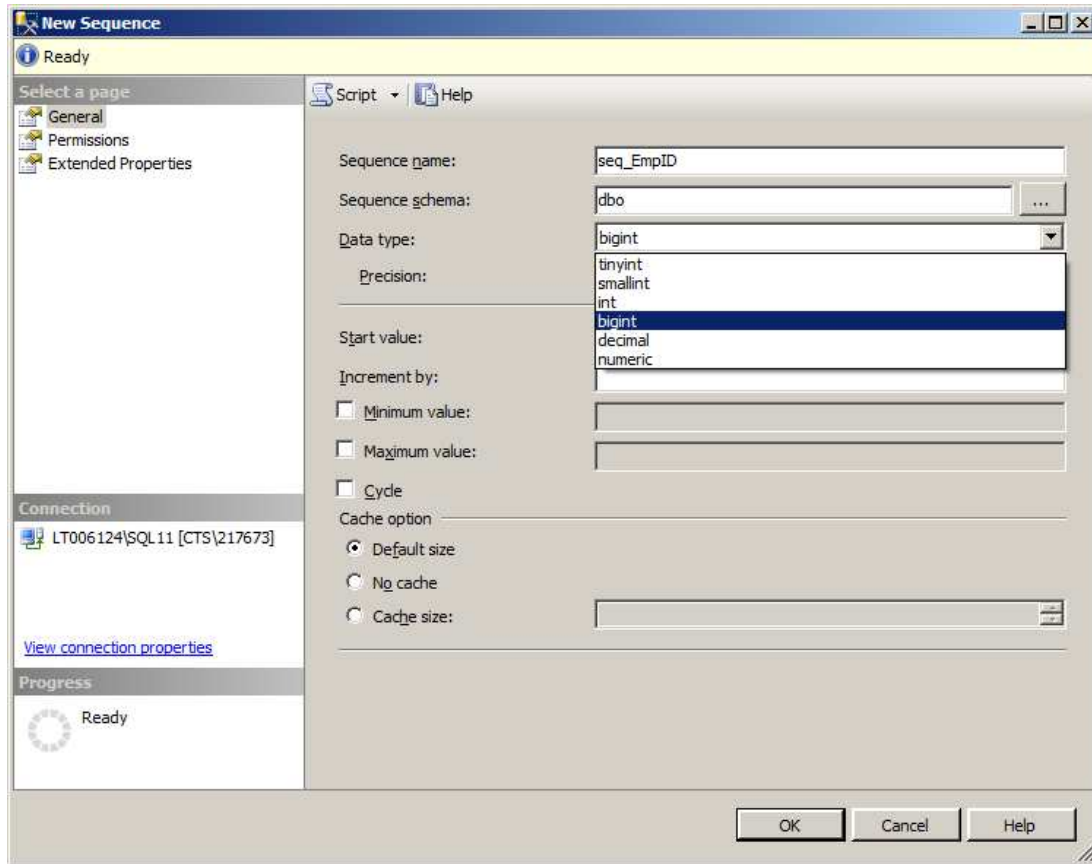 New Sequence
Ready
Select a page
General
Permissions
Extended Properties
Script Help
Sequence name: seq_EmpID
Sequence schema: dbo ...
Data type: bigint
Precision:
tinyint
smallint
int
bigint
decimal
numeric
Start value:
Increment by:
Minimum value:
Maximum value:
Cycle
Cache option
Default size
No cache
Cache size:
Connection
LT006124\SQL11 [CTS\217673]
View connection properties
Progress
Ready
OK Cancel Help